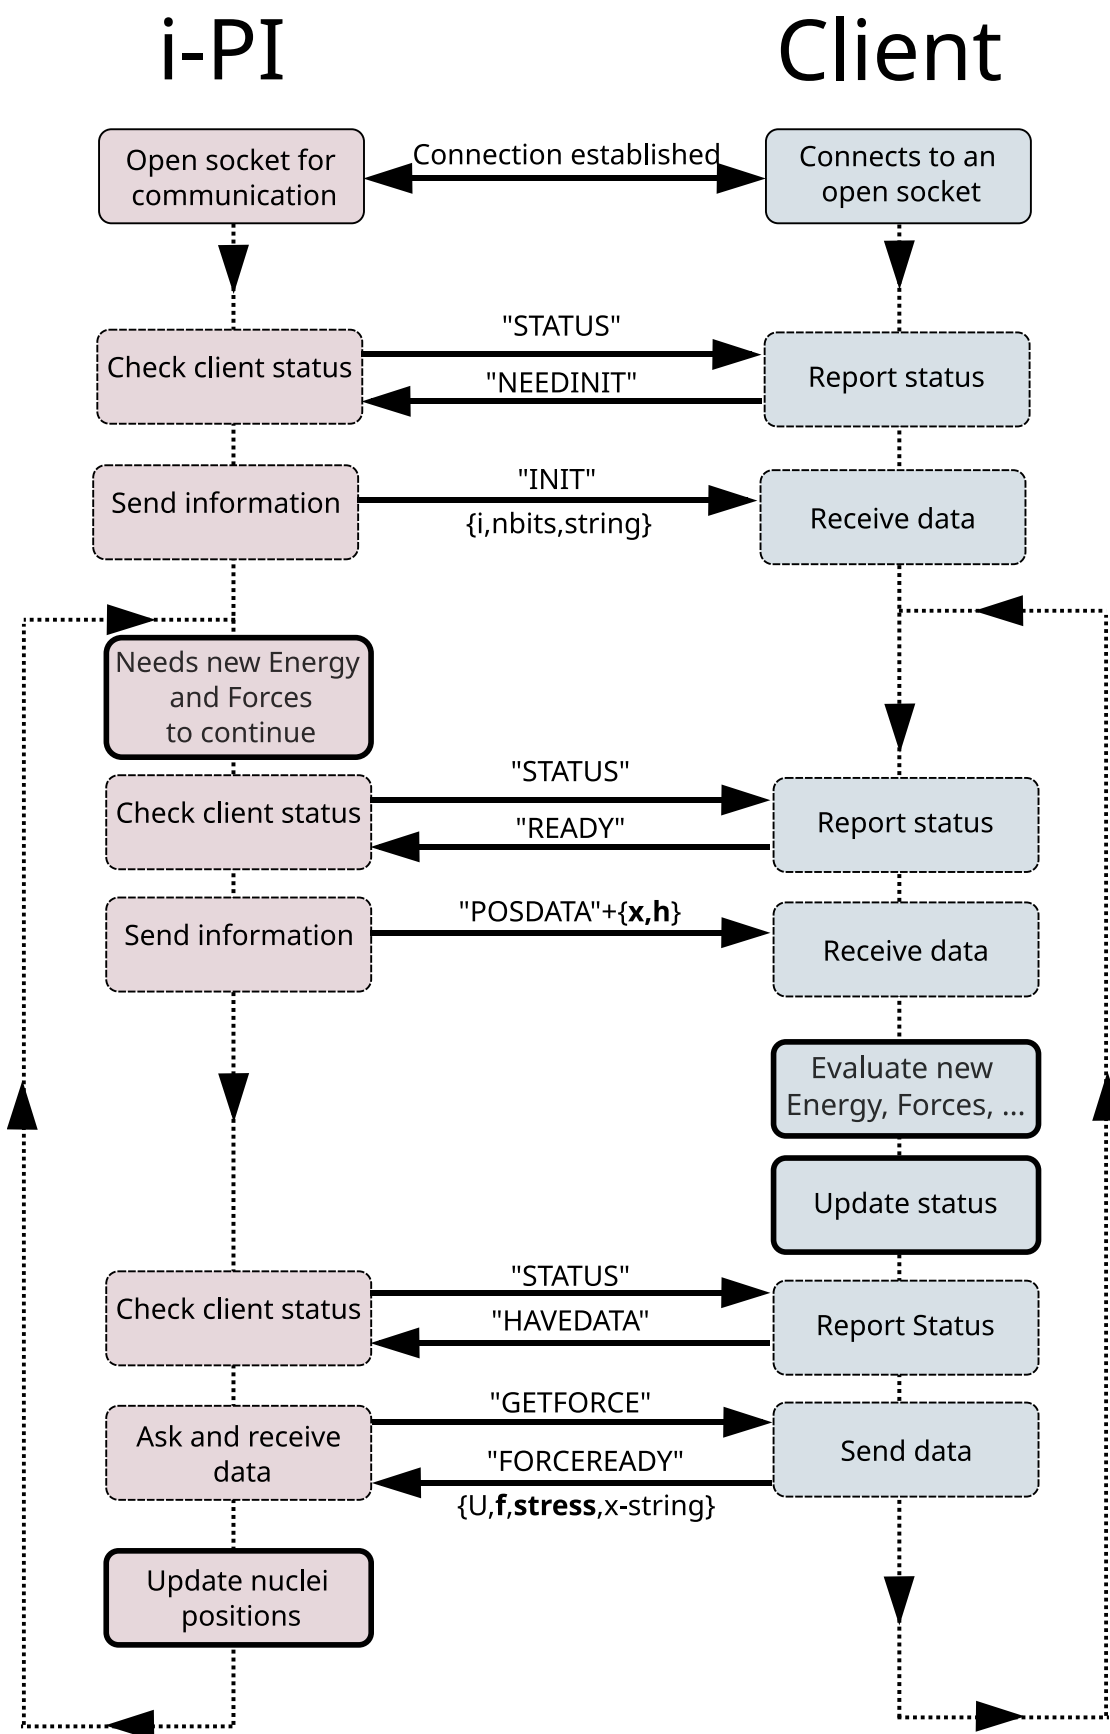 i-PI
Client
Open socket for
communication
Connection established
Connects to an
open socket
Check client status
"STATUS"
"NEEDINIT"
Report status
Send information
"INIT"
{i,nbits,string}
Receive data
Needs new Energy
and Forces
to continue
Check client status
"STATUS"
"READY"
Report status
Send information
"POSDATA"+{x,h}
Receive data
Evaluate new
Energy, Forces, ...
Update status
Check client status
"STATUS"
"HAVEDATA"
Report Status
Ask and receive
data
"GETFORCE"
"FORCEREADY"
{U,f,stress,x-string}
Send data
Update nuclei
positions